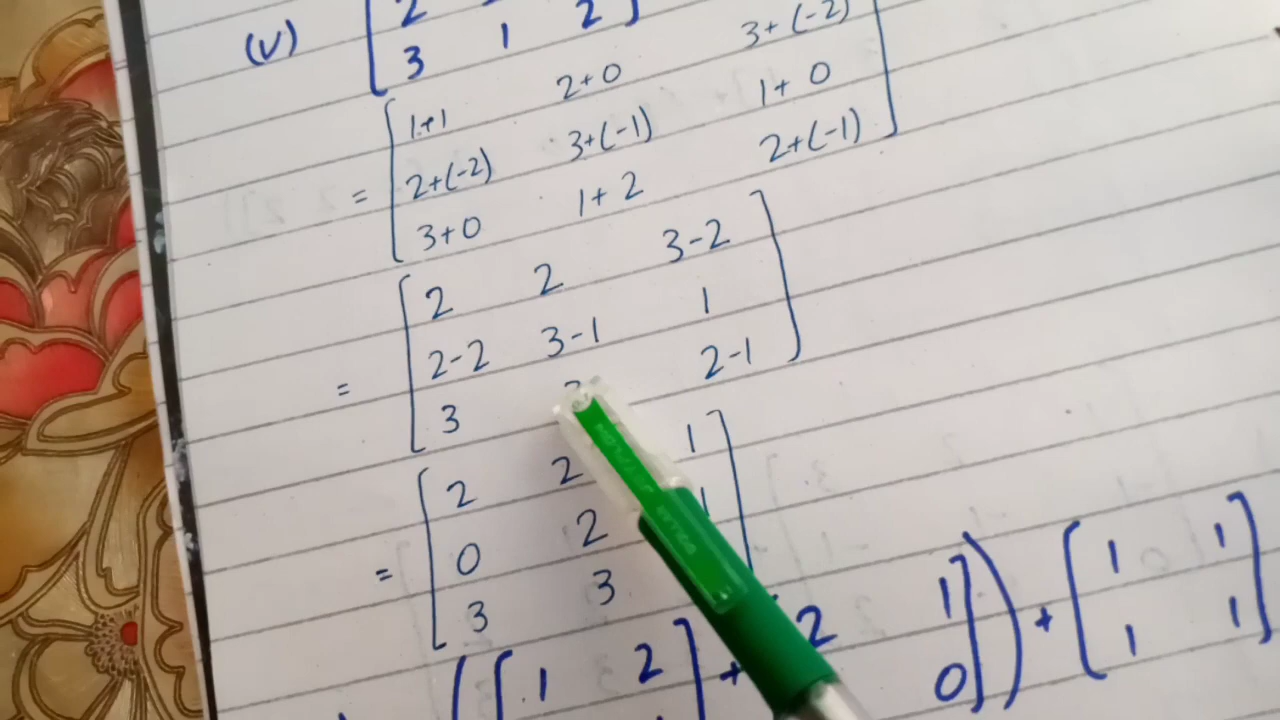 2 2
(V) 3 1 2
1+1 2+0 3+(-2)
= 2+(-2) 3+(-1) 1+0
3+0 1+2 2+(-1)
2 2 3-2
= 2-2 3-1 1
3 2-1
2 2 1
= 0 2 1
3 3
([1 2] + 2 1]) + [1 1
0 1 1]